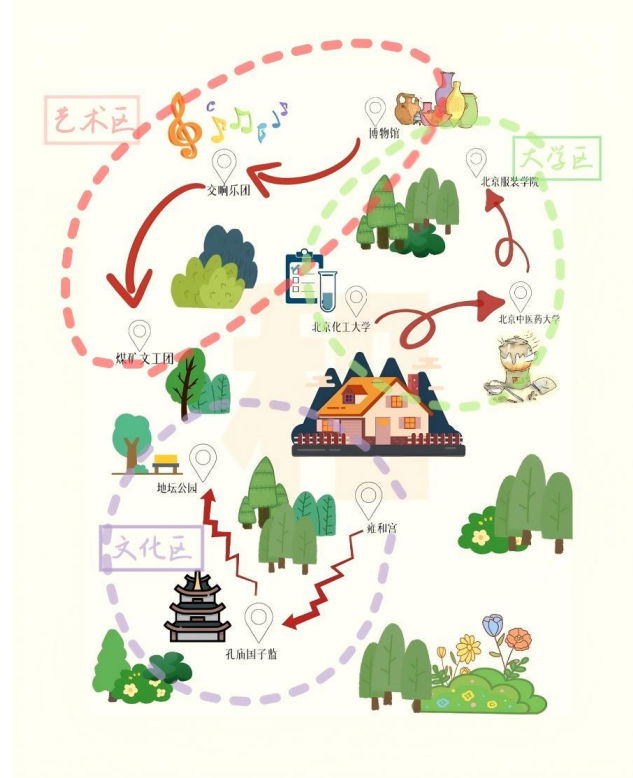 艺术区
博物馆
大学区
交响乐团
北京服装学院
北京化工大学
北京中医药大学
煤矿文工团
地坛公园
雍和宫
文化区
孔庙国子监